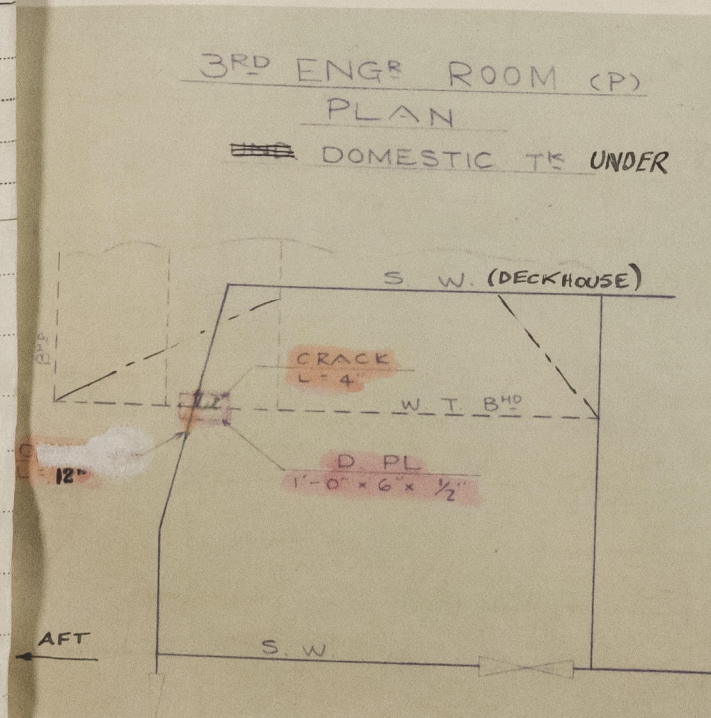 3RD ENGR ROOM (P)
PLAN
DOMESTIC TK UNDER
S. W. (DECKHOUSE)
BHD
CRACK
L = 4"
W. T. BHD
12"
D. PL
1'-0" × 6" × 1/2"
AFT
S. W.